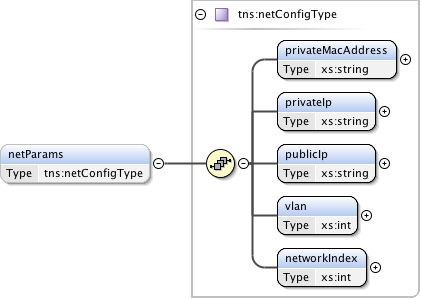 tns:netConfigType
privateMacAddress
Type xs:string
privateIp
Type xs:string
netParams
Type tns:netConfigType
publicIp
Type xs:string
vlan
Type xs:int
networkIndex
Type xs:int